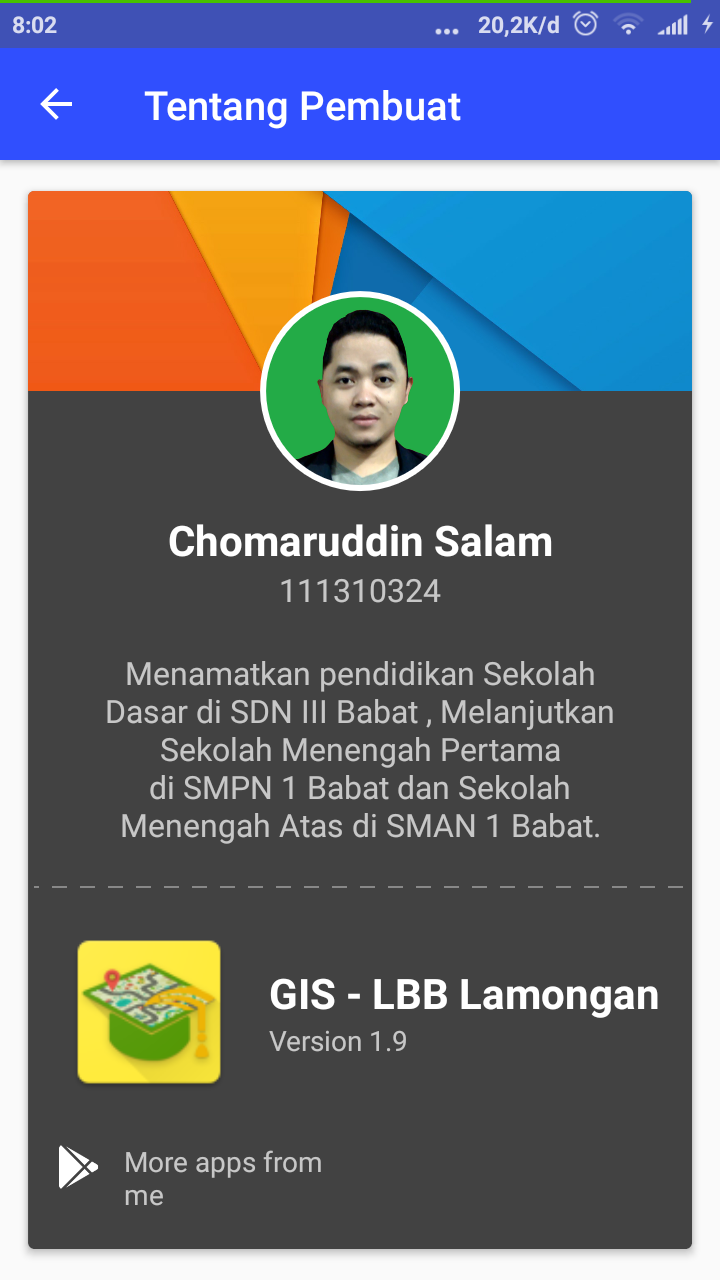 8:02
... 20,2K/d
Tentang Pembuat
Chomaruddin Salam
111310324
Menamatkan pendidikan Sekolah
Dasar di SDN III Babat , Melanjutkan
Sekolah Menengah Pertama
di SMPN 1 Babat dan Sekolah
Menengah Atas di SMAN 1 Babat.
GIS - LBB Lamongan
Version 1.9
More apps from
me